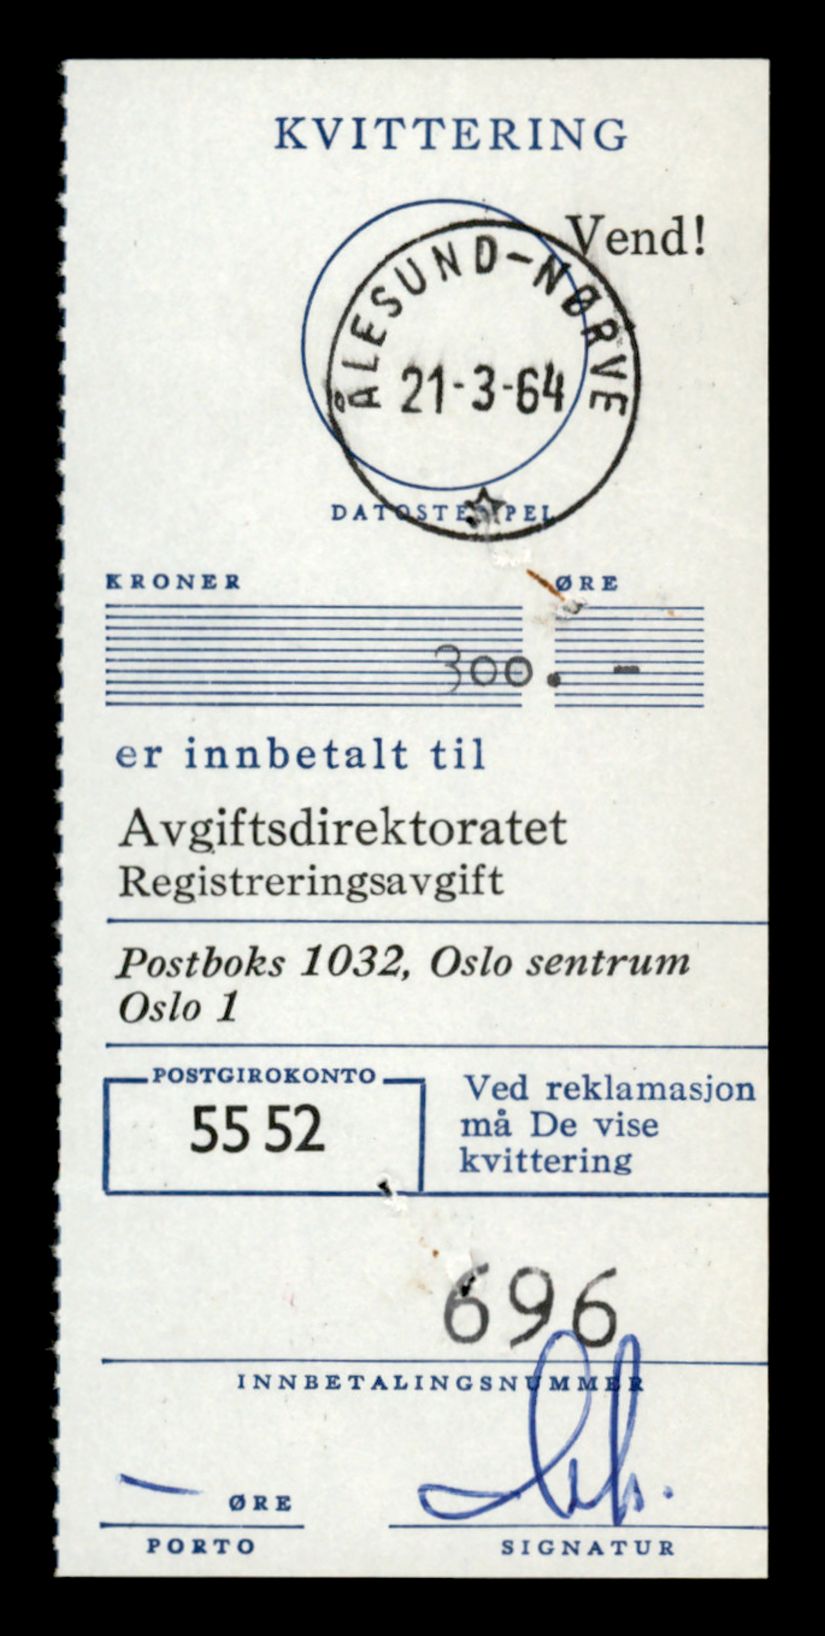 KVITTERING
Vend!
ÅLESUND-NØRVE
21-3-64
DATOSTEMPEL
KRONER ØRE
300. -
er innbetalt til
Avgiftsdirektoratet
Registreringsavgift
Postboks 1032, Oslo sentrum
Oslo 1
POSTGIROKONTO
55 52
Ved reklamasjon
må De vise
kvittering
696
INNBETALINGSNUMMER
— ØRE
PORTO
SIGNATUR